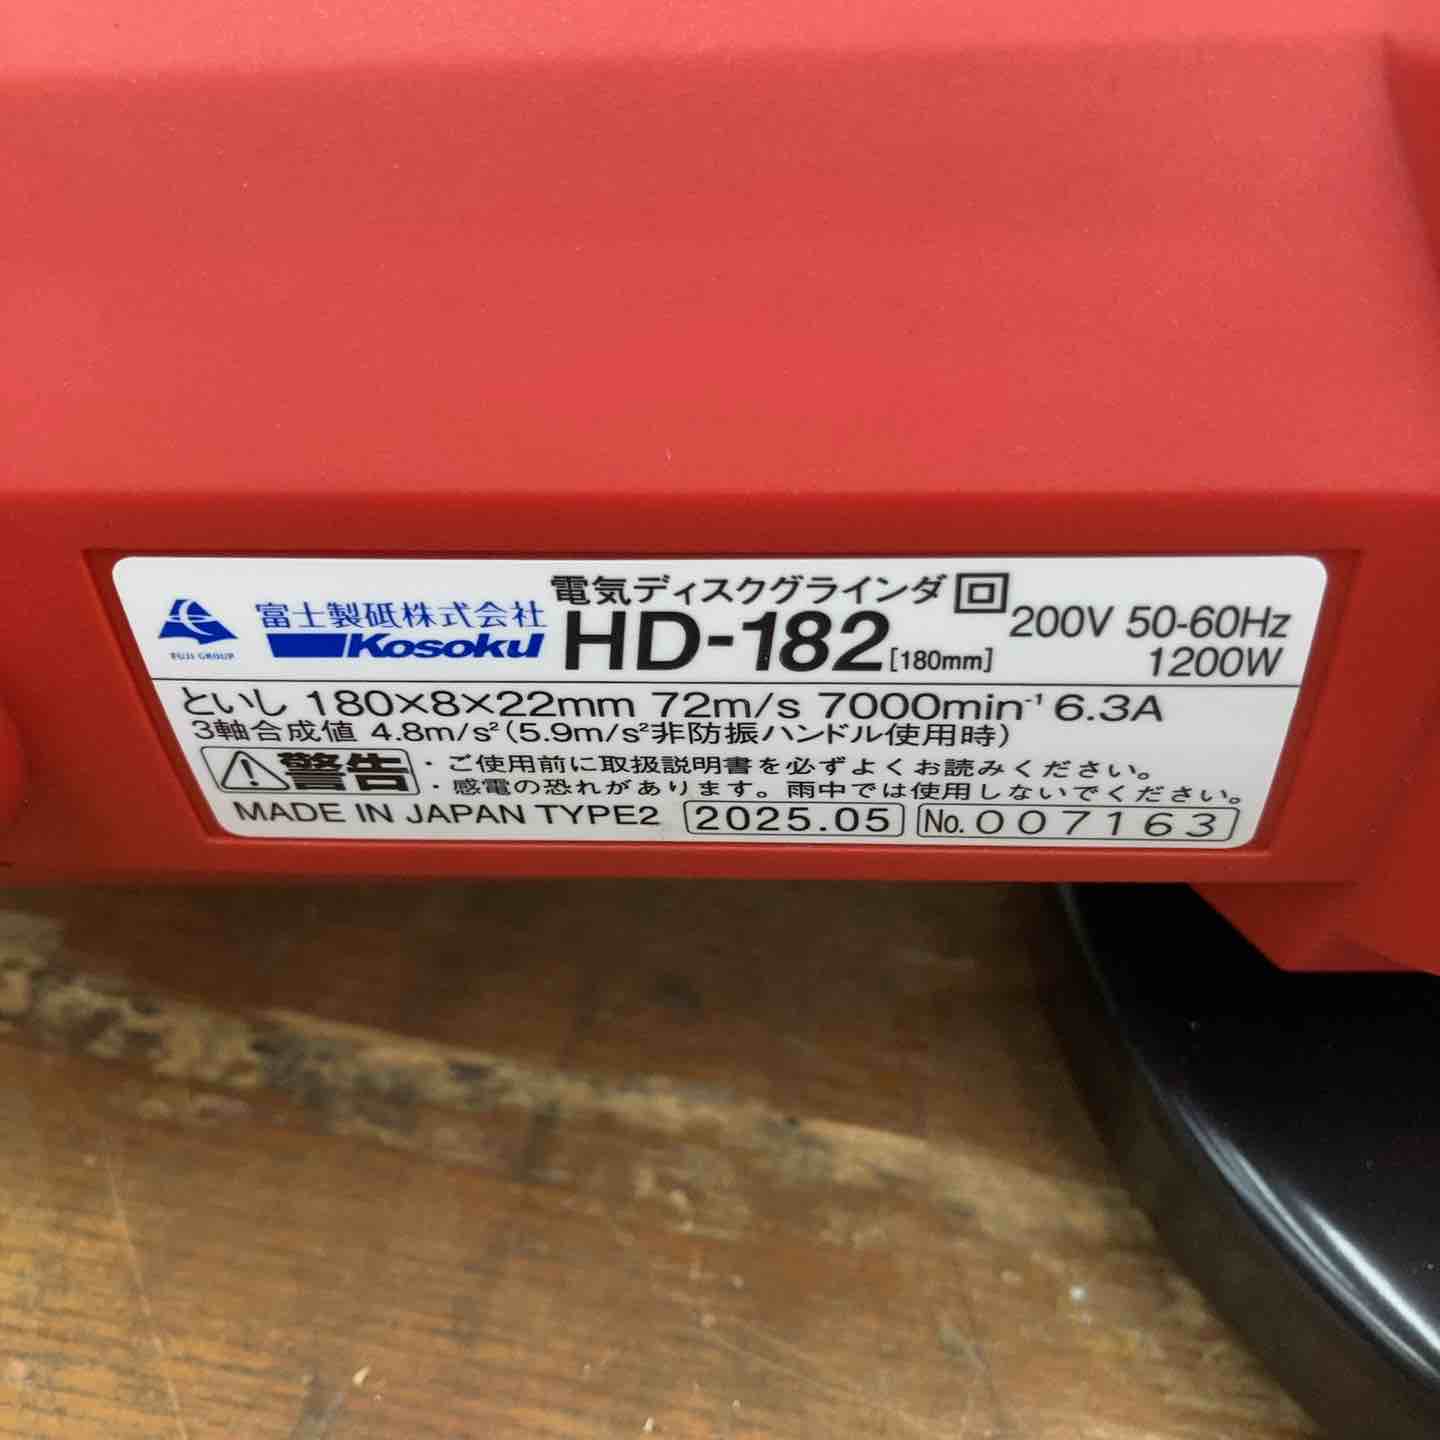 電気ディスクグラインダ
富士製砥株式会社
FUJI GROUP
Kosoku
HD-182 [180mm]
200V 50-60Hz
1200W
といし 180×8×22mm 72m/s 7000min⁻¹ 6.3A
3軸合成値 4.8m/s²(5.9m/s²非防振ハンドル使用時)
警告
・ご使用前に取扱説明書を必ずよくお読みください。
・感電の恐れがあります。雨中では使用しないでください。
MADE IN JAPAN TYPE2 2025.05 No. 007163